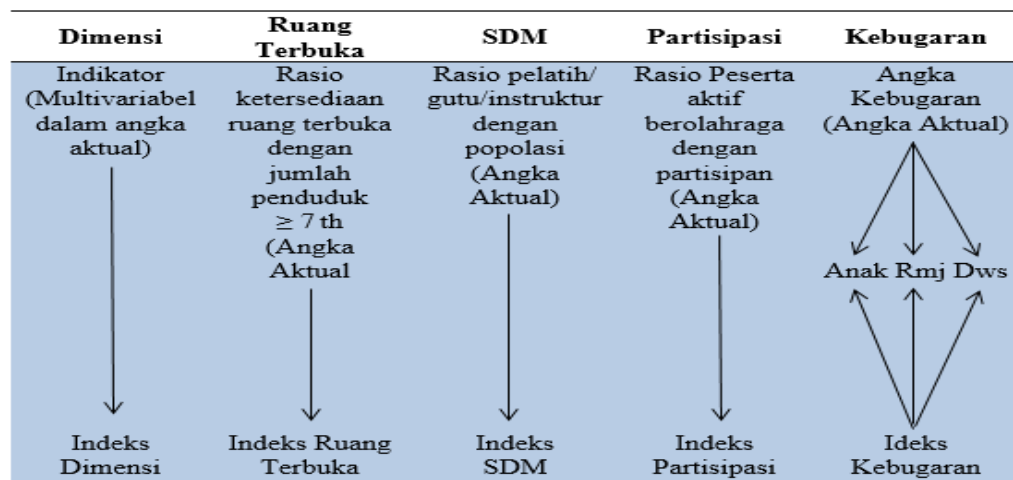 Dimensi
Ruang
Terbuka
SDM
Partisipasi
Kebugaran
Indikator
(Multivariabel
dalam angka
aktual)
Rasio
ketersediaan
ruang terbuka
dengan
jumlah
penduduk
≥ 7 th
(Angka
Aktual
Rasio pelatih/
gutu/instruktur
dengan
popolasi
(Angka
Aktual)
Rasio Peserta
aktif
berolahraga
dengan
partisipan
(Angka
Aktual)
Angka
Kebugaran
(Angka Aktual)
Anak Rmj Dws
Indeks
Dimensi
Indeks Ruang
Terbuka
Indeks
SDM
Indeks
Partisipasi
Ideks
Kebugaran